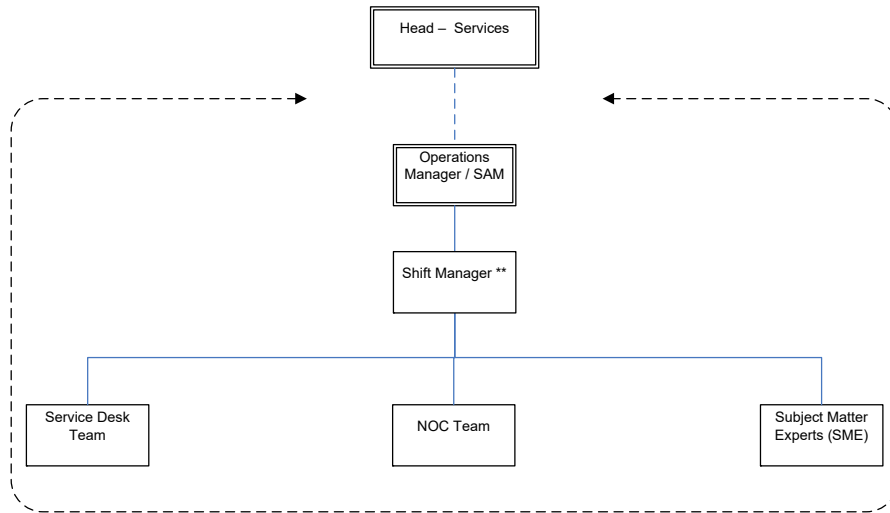 Head – Services
Operations
Manager / SAM
Shift Manager **
Service Desk
Team
NOC Team
Subject Matter
Experts (SME)